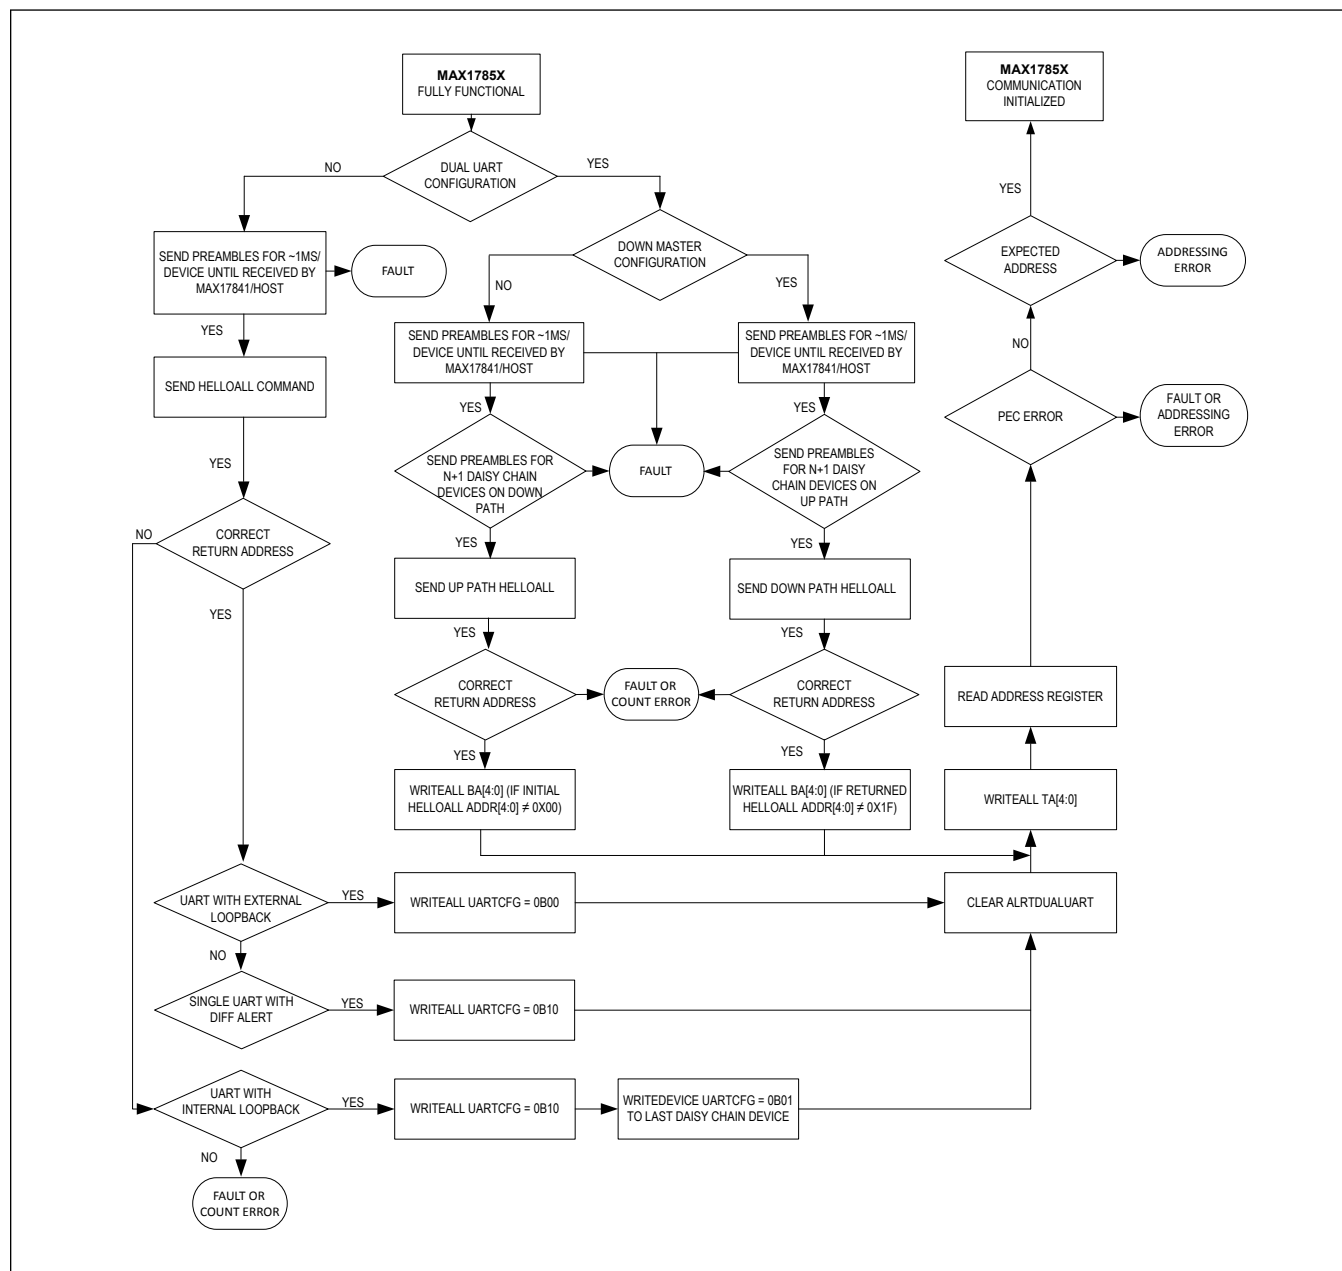 MAX1785X
FULLY FUNCTIONAL
MAX1785X
COMMUNICATION
INITIALIZED
NO
DUAL UART
CONFIGURATION
YES
YES
SEND PREAMBLES FOR ~1MS/
DEVICE UNTIL RECEIVED BY
MAX17841/HOST
FAULT
DOWN MASTER
CONFIGURATION
EXPECTED
ADDRESS
ADDRESSING
ERROR
NO
YES
YES
SEND PREAMBLES FOR ~1MS/
DEVICE UNTIL RECEIVED BY
MAX17841/HOST
SEND PREAMBLES FOR ~1MS/
DEVICE UNTIL RECEIVED BY
MAX17841/HOST
NO
SEND HELLOALL COMMAND
YES
YES
PEC ERROR
FAULT OR
ADDRESSING
ERROR
YES
SEND PREAMBLES FOR
N+1 DAISY CHAIN
DEVICES ON DOWN
PATH
FAULT
SEND PREAMBLES
FOR N+1 DAISY
CHAIN DEVICES ON
UP PATH
NO
CORRECT
RETURN ADDRESS
YES
YES
SEND UP PATH HELLOALL
SEND DOWN PATH HELLOALL
YES
YES
YES
CORRECT
RETURN ADDRESS
FAULT OR
COUNT ERROR
CORRECT
RETURN ADDRESS
READ ADDRESS REGISTER
YES
YES
WRITEALL BA[4:0] (IF INITIAL
HELLOALL ADDR[4:0] ≠ 0X00)
WRITEALL BA[4:0] (IF RETURNED
HELLOALL ADDR[4:0] ≠ 0X1F)
WRITEALL TA[4:0]
UART WITH EXTERNAL
LOOPBACK
YES
WRITEALL UARTCFG = 0B00
CLEAR ALRTDUALUART
NO
SINGLE UART WITH
DIFF ALERT
YES
WRITEALL UARTCFG = 0B10
UART WITH
INTERNAL LOOPBACK
YES
WRITEALL UARTCFG = 0B10
WRITEDEVICE UARTCFG = 0B01
TO LAST DAISY CHAIN DEVICE
NO
FAULT OR
COUNT ERROR